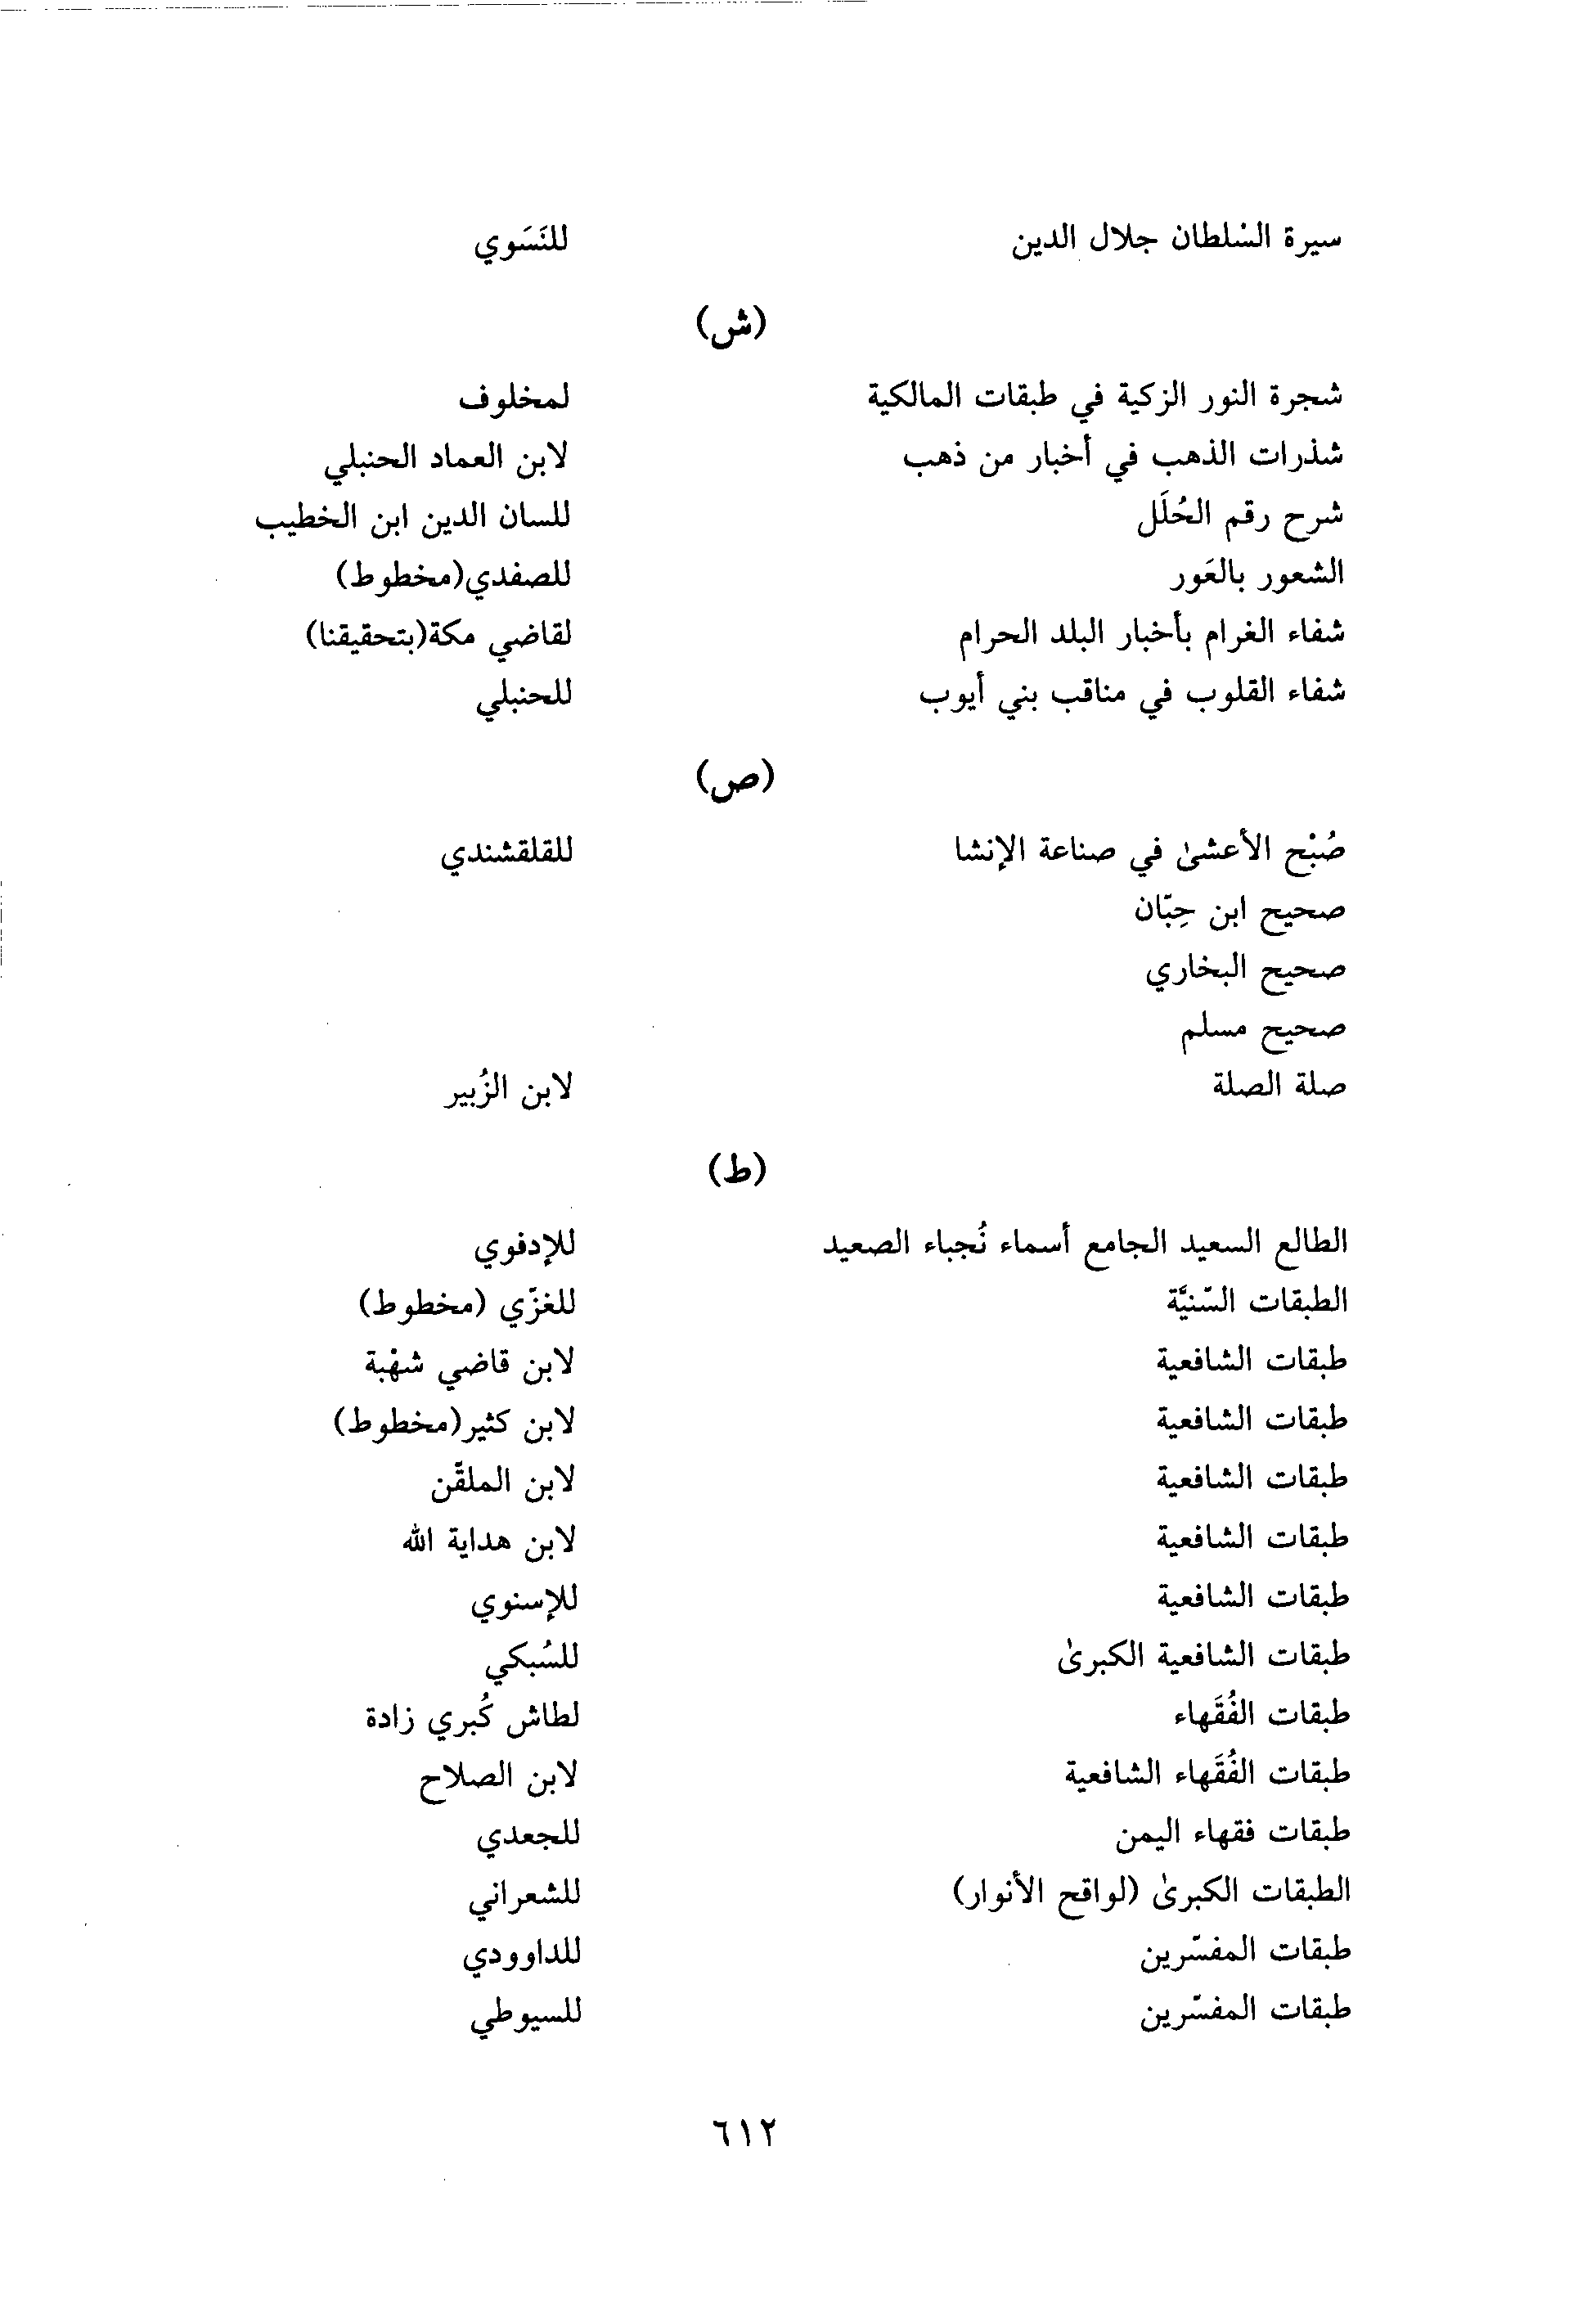 سيرة السْلطان جلال الدين للنَسَوي
(ش)
شجرة النور الزكية في طبقات المالكية لمخلوف
شذرات الذهب في أخبار من ذهب لابن العماد الحنبلي
شرح رقم الحُلَل للسان الدين ابن الخطيب
الشعور بالعَور للصفدي(مخطوط)
شفاء الغرام بأخبار البلد الحرام لقاضي مكة(بتحقيقنا)
شفاء القلوب في مناقب بني أيوب للحنبلي
(ص)
صُبْح الأعشىٰ في صناعة الإنشا للقلقشندي
صحيح ابن حِبّان
صحيح البخاري
صحيح مسلم
صلة الصلة لابن الزُبير
(ط)
الطالع السعيد الجامع أسماء نُجباء الصعيد للإدفوي
الطبقات السّنيَّة للغزّي (مخطوط)
طبقات الشافعية لابن قاضي شهْبة
طبقات الشافعية لابن كثير(مخطوط)
طبقات الشافعية لابن الملقّن
طبقات الشافعية لابن هداية الله
طبقات الشافعية للإسنوي
طبقات الشافعية الكبرىٰ للسُبكي
طبقات الفُقَهاء لطاش كُبري زادة
طبقات الفُقَهاء الشافعية لابن الصلاح
طبقات فقهاء اليمن للجعدي
الطبقات الكبرىٰ (لواقح الأنوار) للشعراني
طبقات المفسّرين للداوودي
طبقات المفسّرين للسيوطي
٦١٢